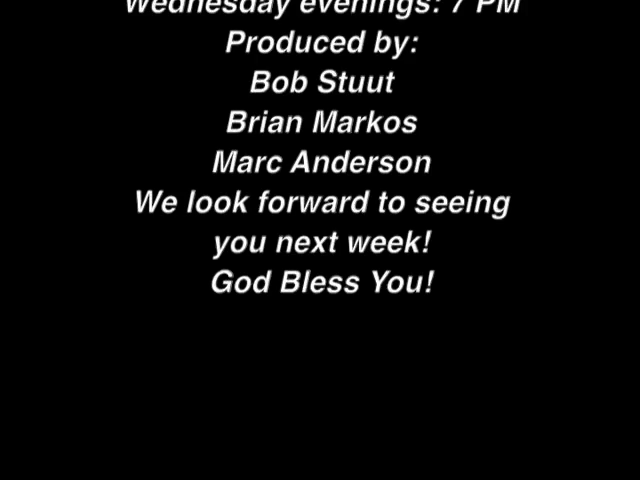 Wednesday evenings: 7 PM
Produced by:
Bob Stuut
Brian Markos
Marc Anderson
We look forward to seeing
you next week!
God Bless You!